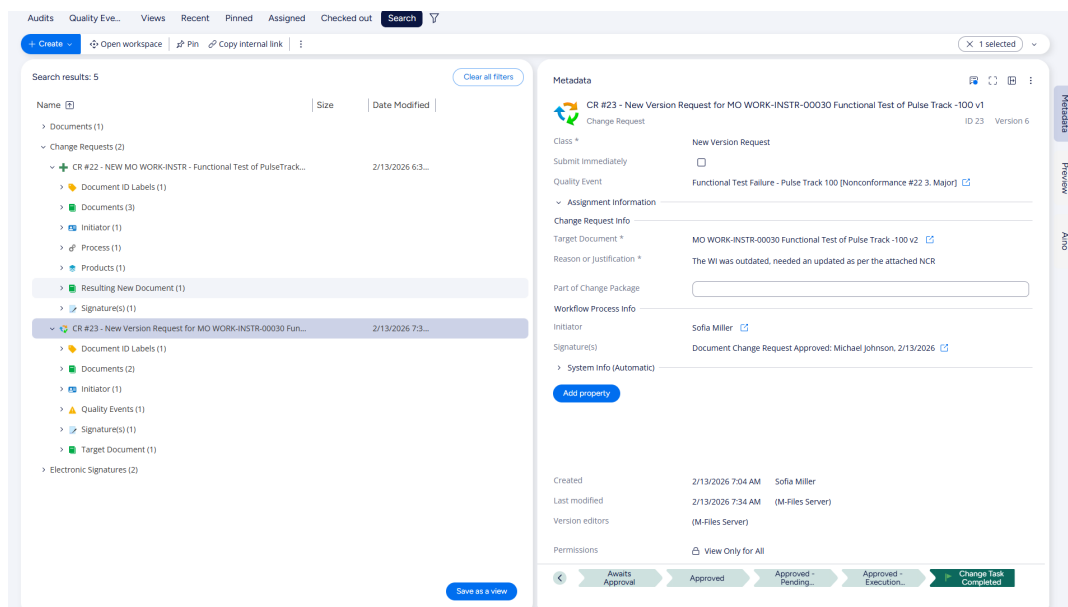 Audits Quality Eve... Views Recent Pinned Assigned Checked out Search
+ Create Open workspace Pin Copy internal link 1 selected
Search results: 5 Clear all filters
Name Size Date Modified
Documents (1)
Change Requests (2)
CR #22 - NEW MO WORK-INSTR - Functional Test of PulseTrack... 2/13/2026 6:3...
Document ID Labels (1)
Documents (3)
Initiator (1)
Process (1)
Products (1)
Resulting New Document (1)
Signature(s) (1)
CR #23 - New Version Request for MO WORK-INSTR-00030 Fun... 2/13/2026 7:3...
Document ID Labels (1)
Documents (2)
Initiator (1)
Quality Events (1)
Signature(s) (1)
Target Document (1)
Electronic Signatures (2)
Save as a view
Metadata
CR #23 - New Version Request for MO WORK-INSTR-00030 Functional Test of Pulse Track -100 v1
Change Request ID 23 Version 6
Class * New Version Request
Submit Immediately
Quality Event Functional Test Failure - Pulse Track 100 [Nonconformance #22 3. Major]
Assignment Information
Change Request Info
Target Document * MO WORK-INSTR-00030 Functional Test of Pulse Track -100 v2
Reason or Justification * The WI was outdated, needed an updated as per the attached NCR
Part of Change Package
Workflow Process Info
Initiator Sofia Miller
Signature(s) Document Change Request Approved: Michael Johnson, 2/13/2026
System Info (Automatic)
Add property
Created 2/13/2026 7:04 AM Sofia Miller
Last modified 2/13/2026 7:34 AM (M-Files Server)
Version editors (M-Files Server)
Permissions View Only for All
Awaits Approval
Approved
Approved - Pending...
Approved - Execution...
Change Task Completed
Metadata
Preview
Aino